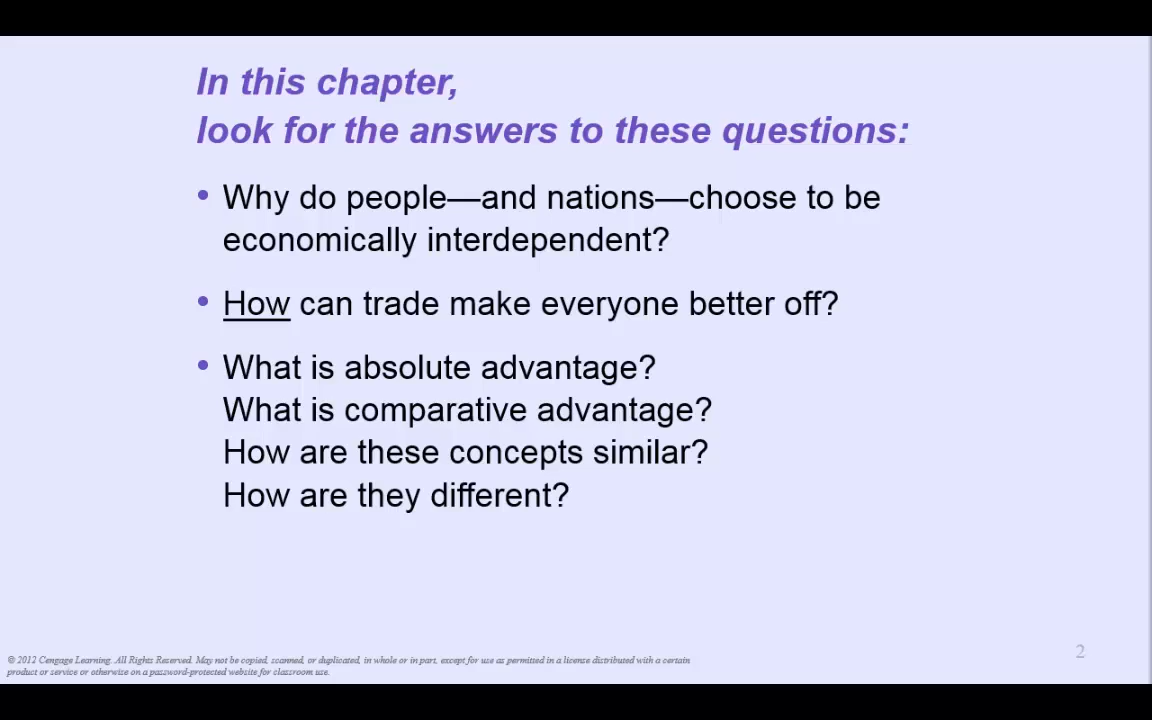 In this chapter,
look for the answers to these questions:
• Why do people—and nations—choose to be
economically interdependent?
• How can trade make everyone better off?
• What is absolute advantage?
What is comparative advantage?
How are these concepts similar?
How are they different?
© 2012 Cengage Learning. All Rights Reserved. May not be copied, scanned, or duplicated, in whole or in part, except for use as permitted in a license distributed with a certain
product or service or otherwise on a password-protected website for classroom use.
2